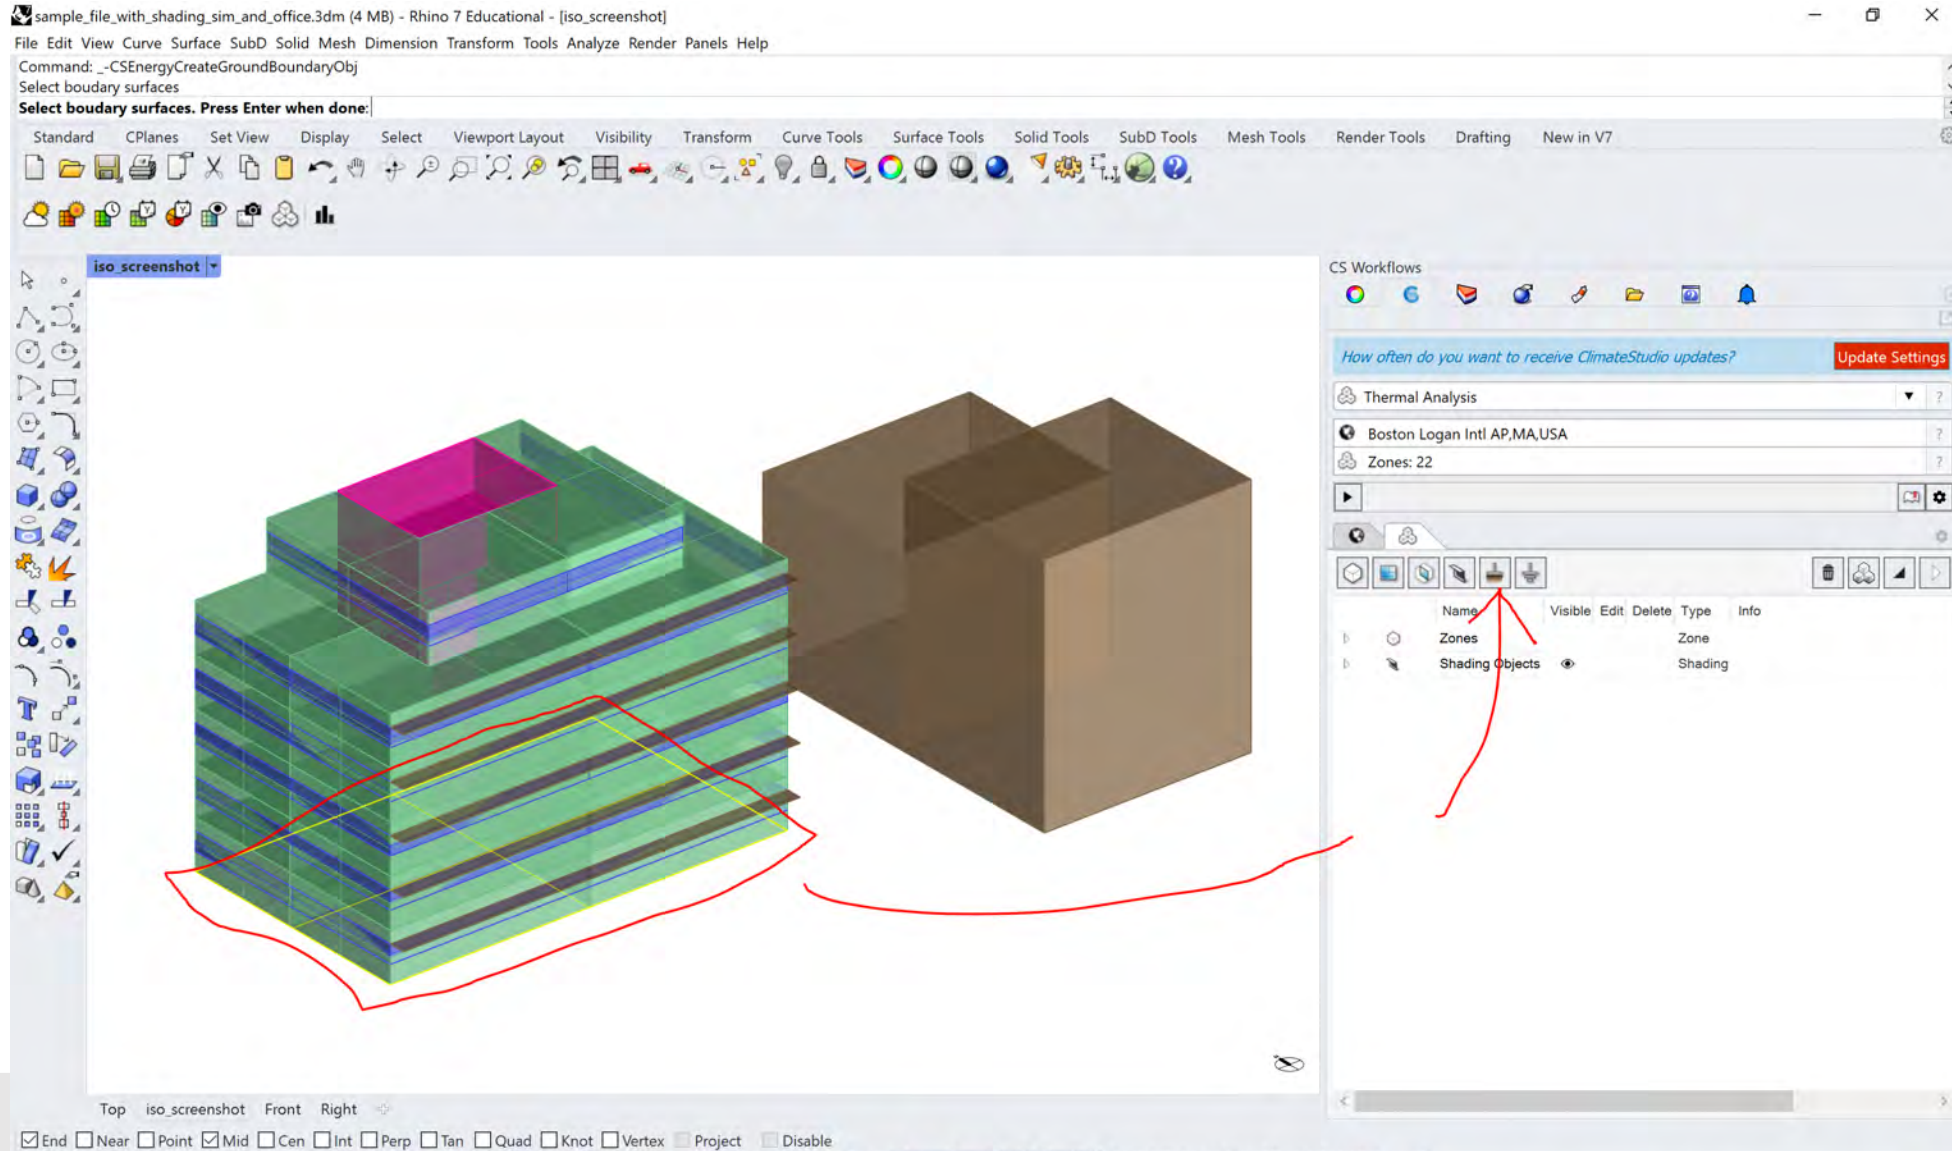 sample_file_with_shading_sim_and_office.3dm (4 MB) - Rhino 7 Educational - [iso_screenshot]
File Edit View Curve Surface SubD Solid Mesh Dimension Transform Tools Analyze Render Panels Help
Command: _-CSEnergyCreateGroundBoundaryObj
Select boudary surfaces
Select boudary surfaces. Press Enter when done:
Standard CPlanes Set View Display Select Viewport Layout Visibility Transform Curve Tools Surface Tools Solid Tools SubD Tools Mesh Tools Render Tools Drafting New in V7
iso_screenshot
CS Workflows
How often do you want to receive ClimateStudio updates? Update Settings
Thermal Analysis ?
Boston Logan Intl AP,MA,USA ?
Zones: 22 ?
Name Visible Edit Delete Type Info
Zones Zone
Shading Objects Shading
Top iso_screenshot Front Right
End Near Point Mid Cen Int Perp Tan Quad Knot Vertex Project Disable